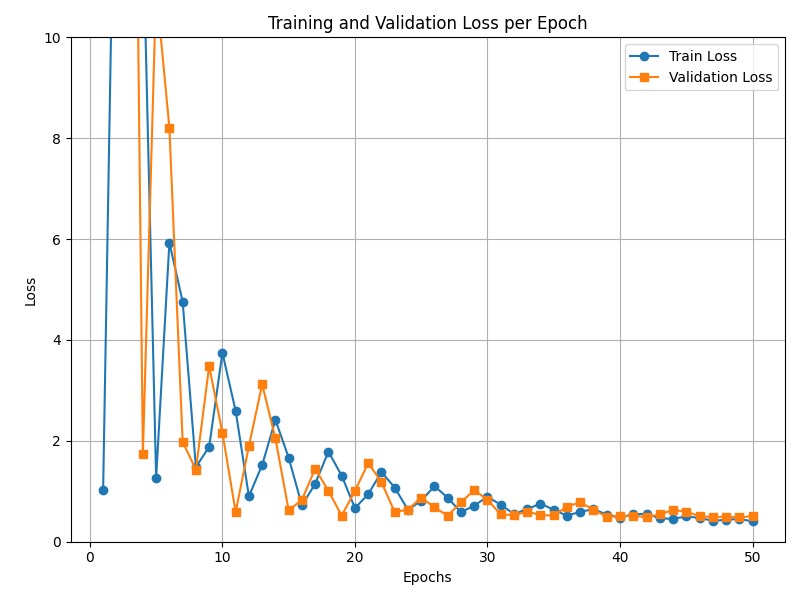 Training and Validation Loss per Epoch
Train Loss
Validation Loss
Loss
10
8
6
4
2
0
0 10 20 30 40 50
Epochs